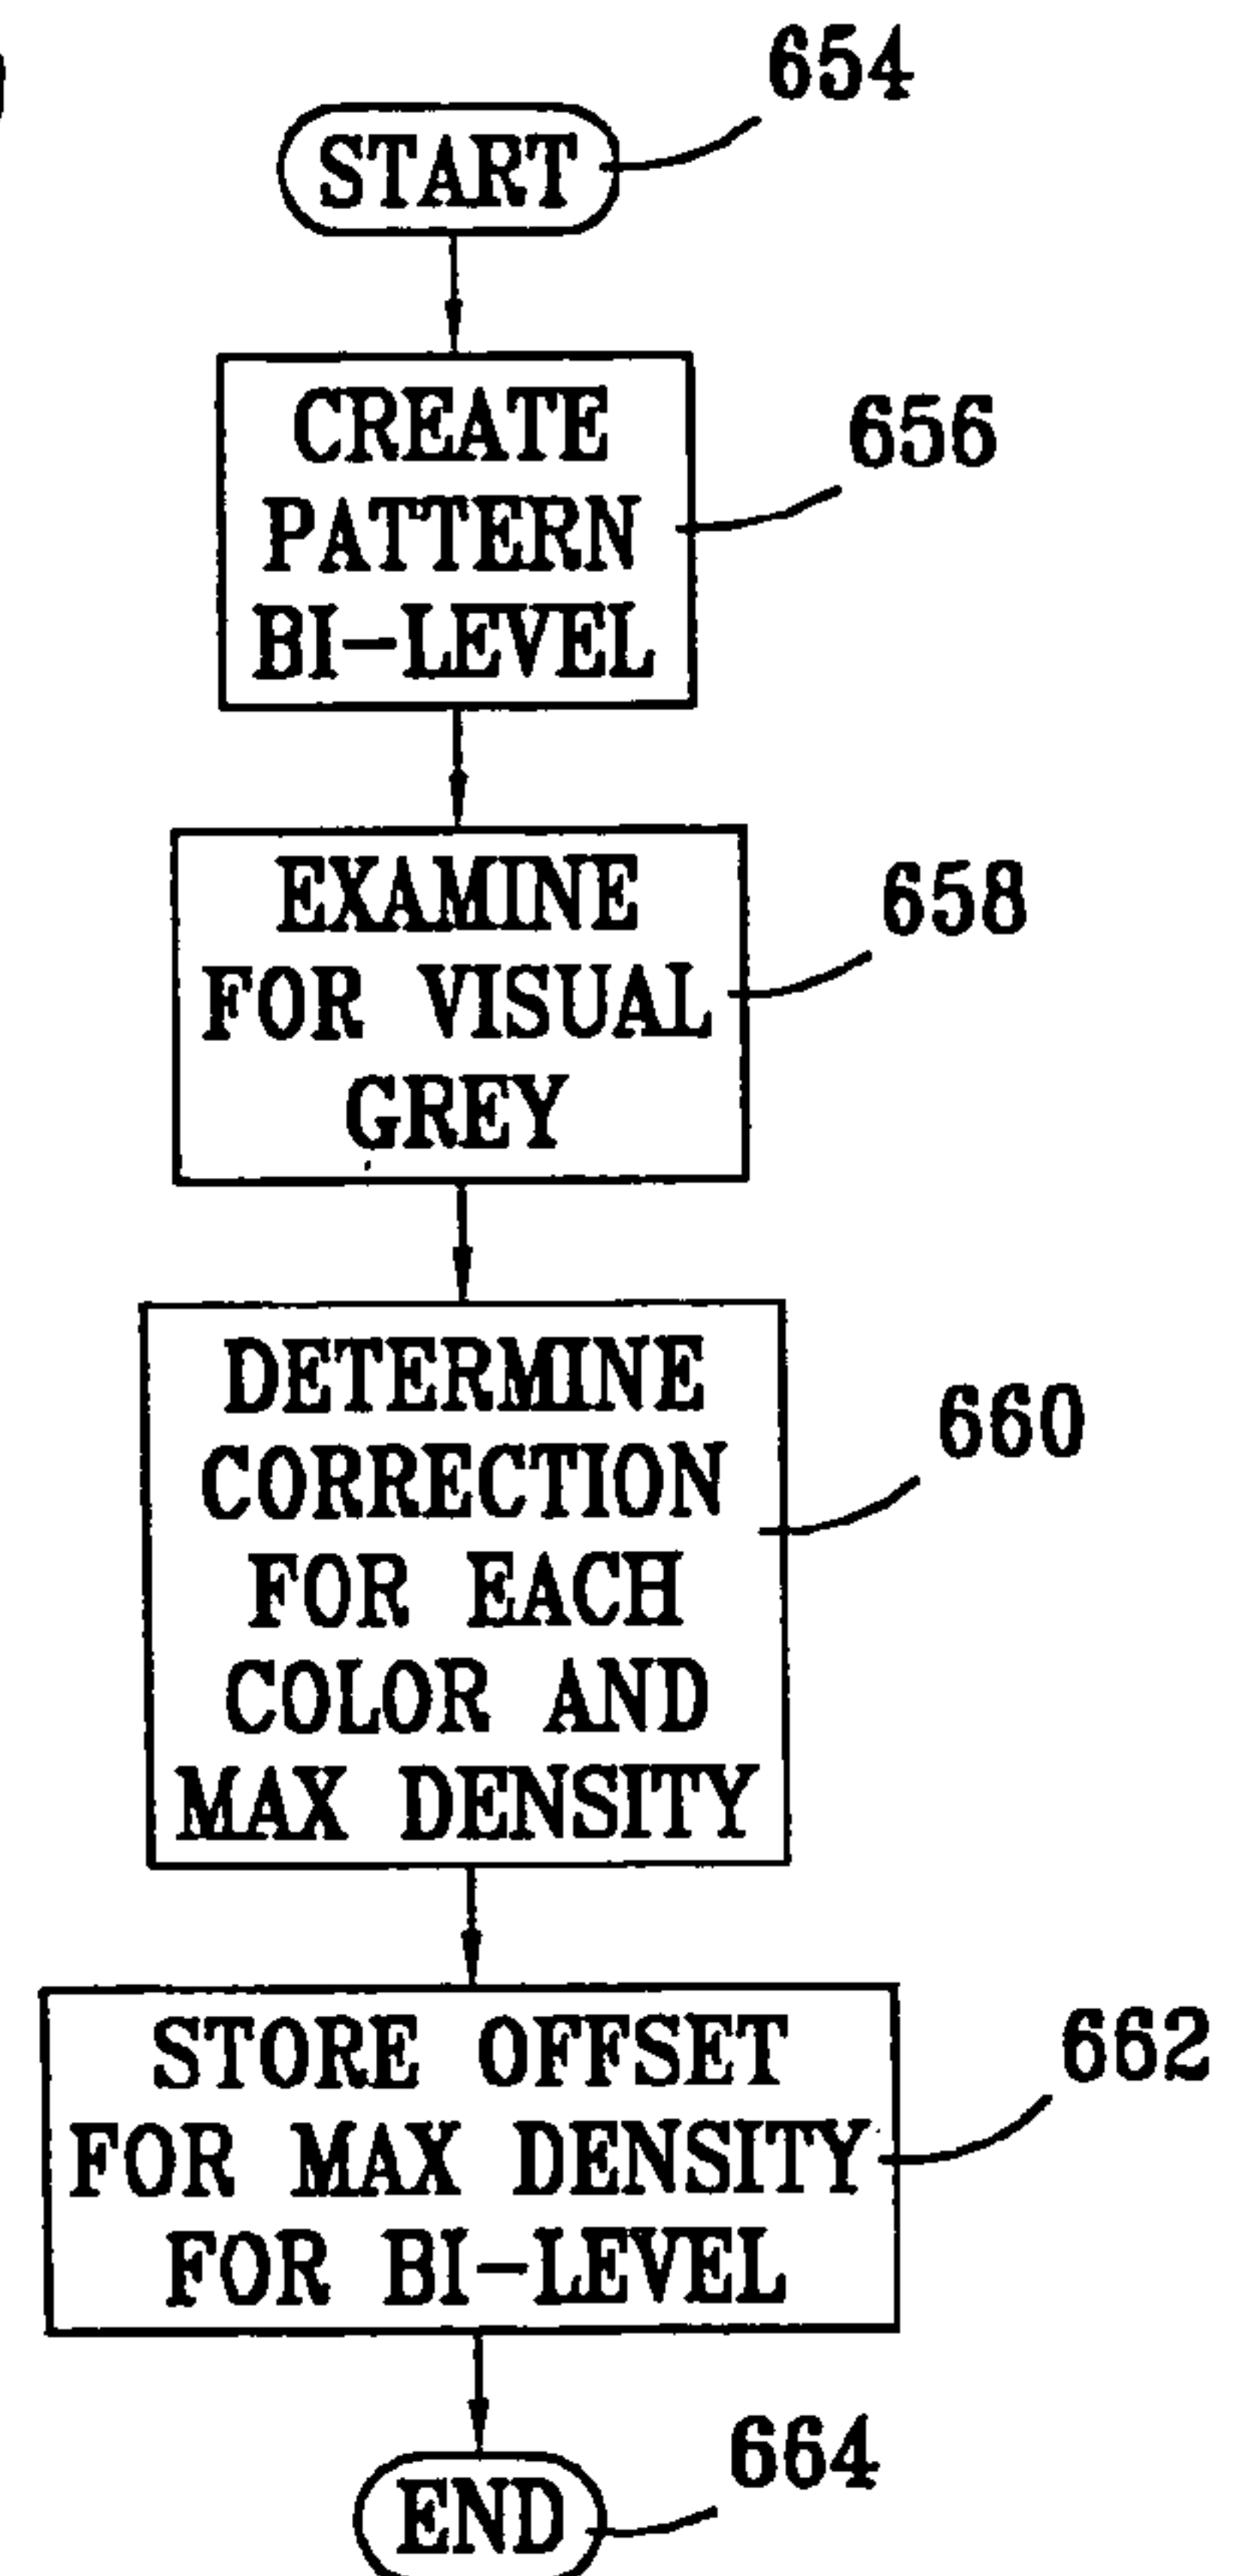 654
START
CREATE
PATTERN
BI-LEVEL
656
EXAMINE
FOR VISUAL
GREY
658
DETERMINE
CORRECTION
FOR EACH
COLOR AND
MAX DENSITY
660
STORE OFFSET
FOR MAX DENSITY
FOR BI-LEVEL
662
664
END